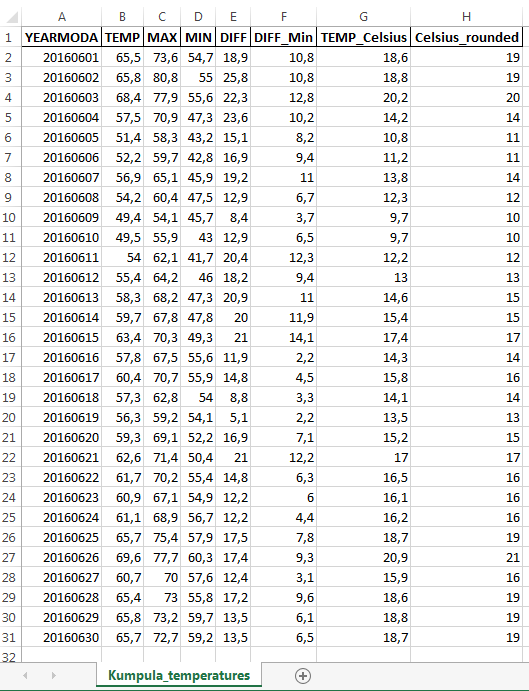 A B C D E F G H
1 YEARMODA TEMP MAX MIN DIFF DIFF_Min TEMP_Celsius Celsius_rounded
2 20160601 65,5 73,6 54,7 18,9 10,8 18,6 19
3 20160602 65,8 80,8 55 25,8 10,8 18,8 19
4 20160603 68,4 77,9 55,6 22,3 12,8 20,2 20
5 20160604 57,5 70,9 47,3 23,6 10,2 14,2 14
6 20160605 51,4 58,3 43,2 15,1 8,2 10,8 11
7 20160606 52,2 59,7 42,8 16,9 9,4 11,2 11
8 20160607 56,9 65,1 45,9 19,2 11 13,8 14
9 20160608 54,2 60,4 47,5 12,9 6,7 12,3 12
10 20160609 49,4 54,1 45,7 8,4 3,7 9,7 10
11 20160610 49,5 55,9 43 12,9 6,5 9,7 10
12 20160611 54 62,1 41,7 20,4 12,3 12,2 12
13 20160612 55,4 64,2 46 18,2 9,4 13 13
14 20160613 58,3 68,2 47,3 20,9 11 14,6 15
15 20160614 59,7 67,8 47,8 20 11,9 15,4 15
16 20160615 63,4 70,3 49,3 21 14,1 17,4 17
17 20160616 57,8 67,5 55,6 11,9 2,2 14,3 14
18 20160617 60,4 70,7 55,9 14,8 4,5 15,8 16
19 20160618 57,3 62,8 54 8,8 3,3 14,1 14
20 20160619 56,3 59,2 54,1 5,1 2,2 13,5 13
21 20160620 59,3 69,1 52,2 16,9 7,1 15,2 15
22 20160621 62,6 71,4 50,4 21 12,2 17 17
23 20160622 61,7 70,2 55,4 14,8 6,3 16,5 16
24 20160623 60,9 67,1 54,9 12,2 6 16,1 16
25 20160624 61,1 68,9 56,7 12,2 4,4 16,2 16
26 20160625 65,7 75,4 57,9 17,5 7,8 18,7 19
27 20160626 69,6 77,7 60,3 17,4 9,3 20,9 21
28 20160627 60,7 70 57,6 12,4 3,1 15,9 16
29 20160628 65,4 73 55,8 17,2 9,6 18,6 19
30 20160629 65,8 73,2 59,7 13,5 6,1 18,8 19
31 20160630 65,7 72,7 59,2 13,5 6,5 18,7 19
32
Kumpula_temperatures